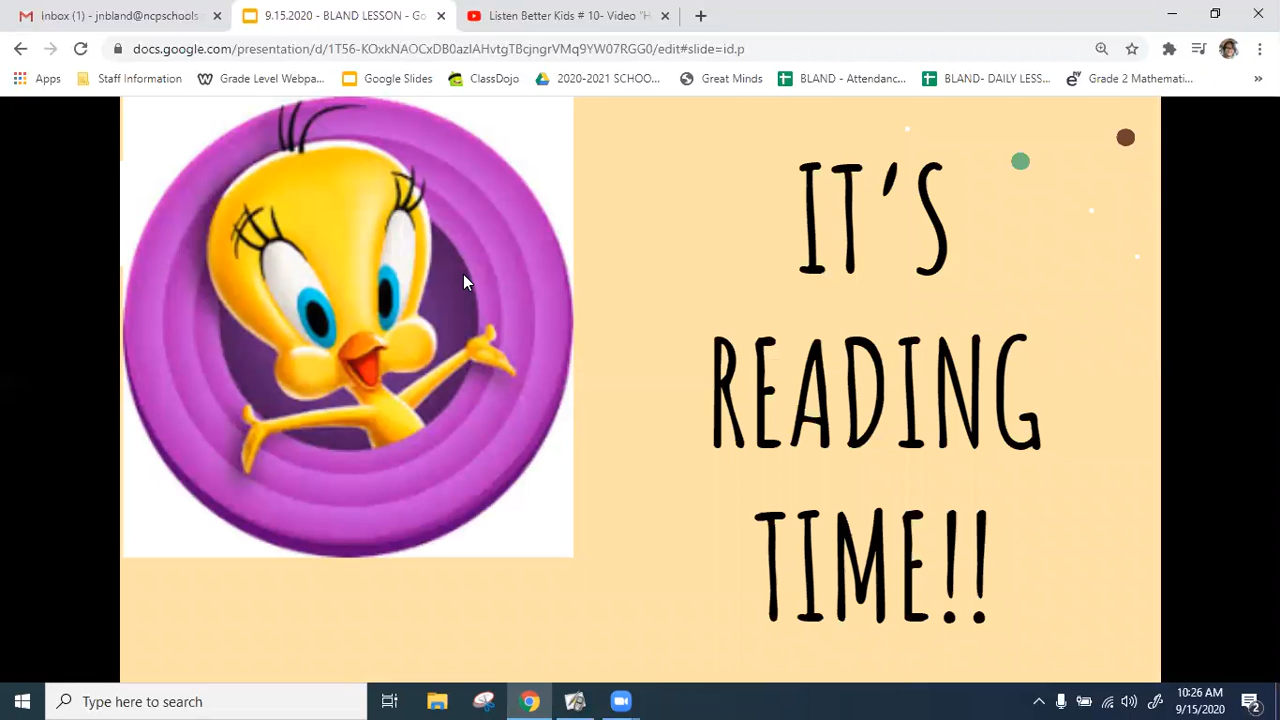 inbox (1) - jnbland@ncpschools
9.15.2020 - BLAND LESSON - Go
Listen Better Kids # 10- Video "H
docs.google.com/presentation/d/1T56-KOxkNAOCxDB0azIAHvtgTBcjngrVMq9YW07RGG0/edit#slide=id.p
Apps
Staff Information
Grade Level Webpa...
Google Slides
ClassDojo
2020-2021 SCHOO...
Great Minds
BLAND - Attendanc...
BLAND- DAILY LESS...
Grade 2 Mathemati...
IT'S
READING
TIME!!
Type here to search
10:26 AM
9/15/2020
2